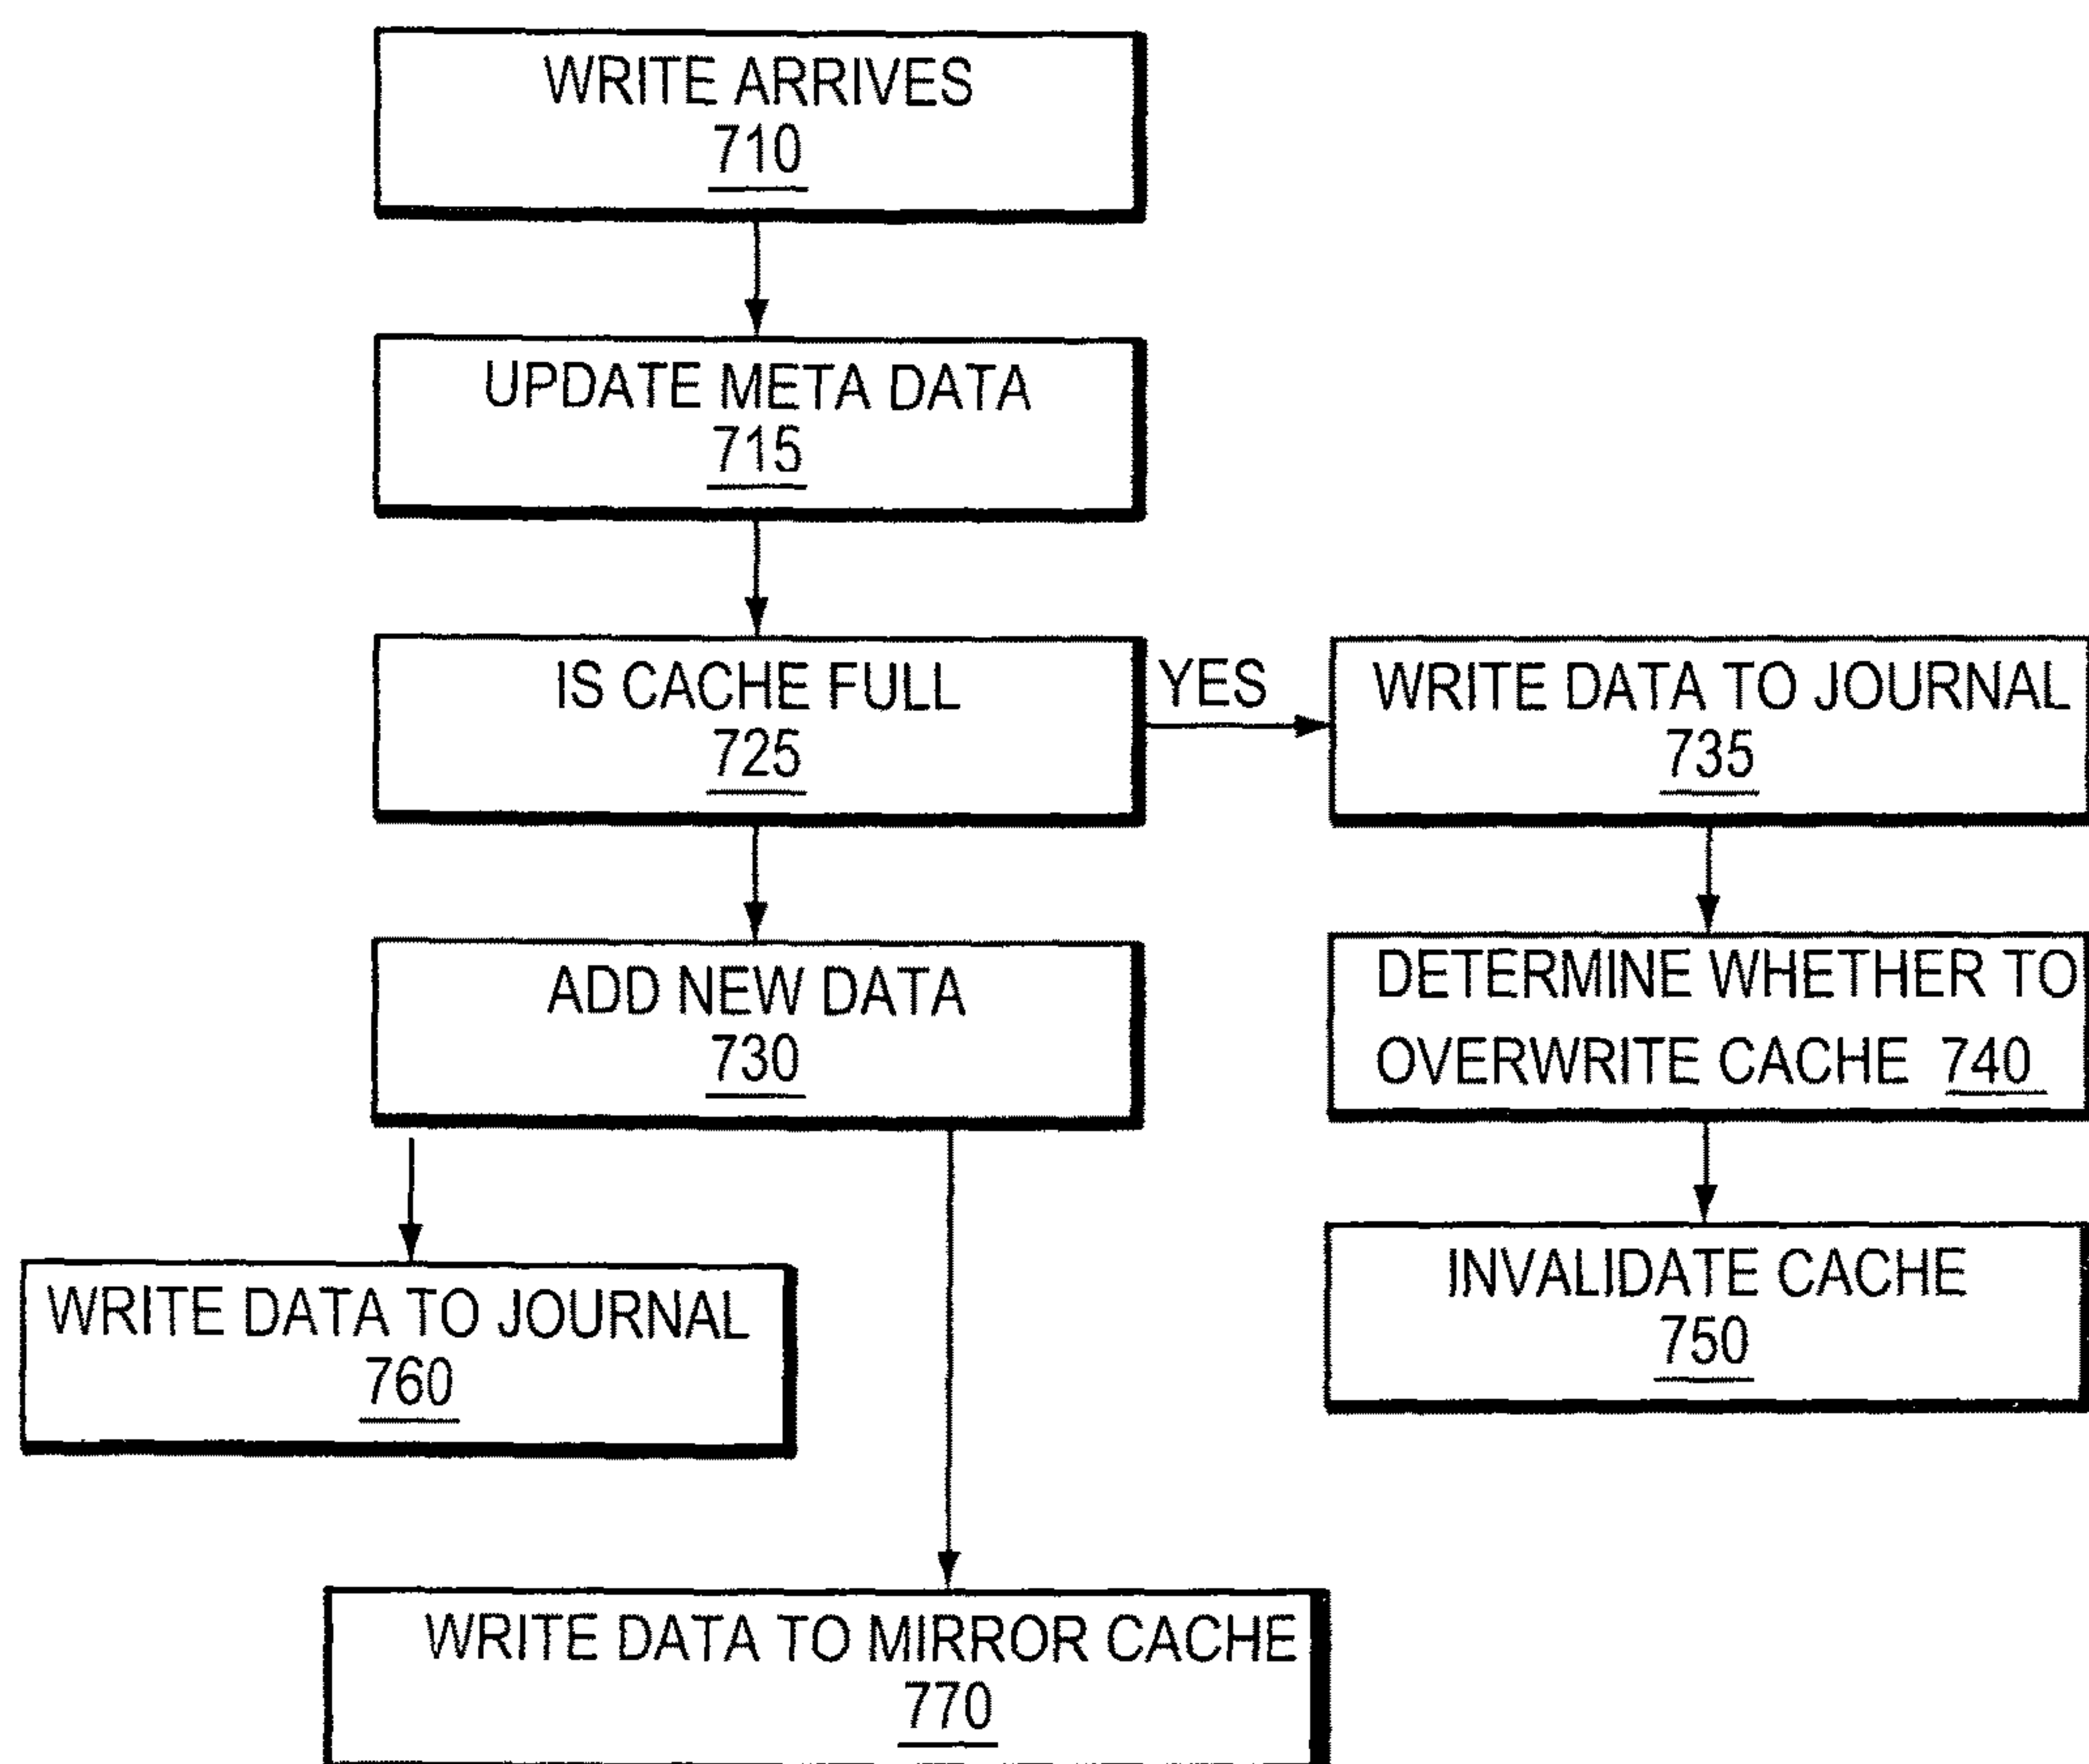 WRITE ARRIVES
710
UPDATE META DATA
715
IS CACHE FULL
725
YES
WRITE DATA TO JOURNAL
735
ADD NEW DATA
730
DETERMINE WHETHER TO
OVERWRITE CACHE 740
WRITE DATA TO JOURNAL
760
INVALIDATE CACHE
750
WRITE DATA TO MIRROR CACHE
770